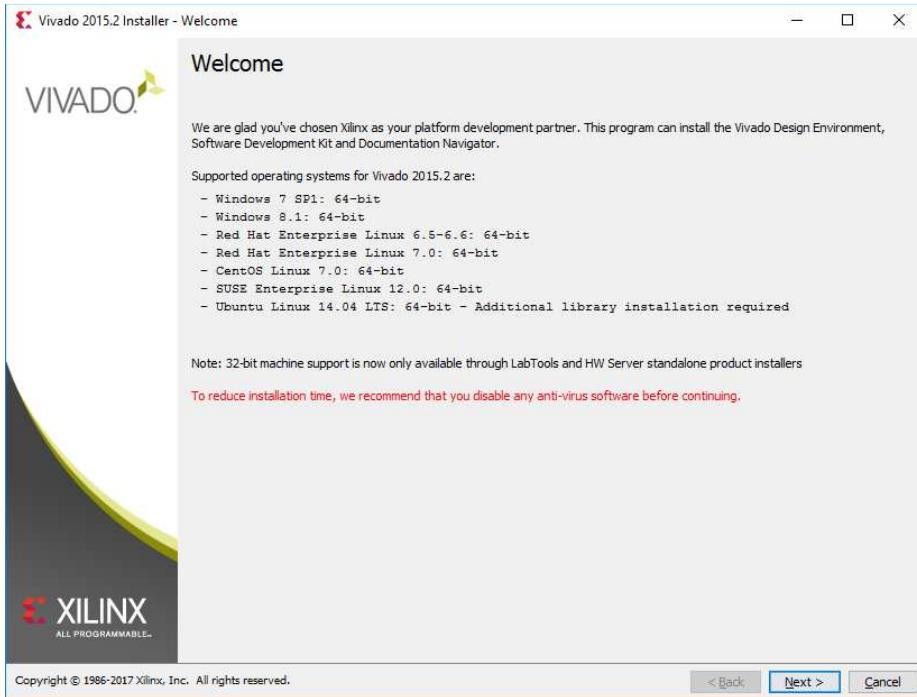 Vivado 2015.2 Installer - Welcome
VIVADO.
Welcome
We are glad you've chosen Xilinx as your platform development partner. This program can install the Vivado Design Environment,
Software Development Kit and Documentation Navigator.
Supported operating systems for Vivado 2015.2 are:
- Windows 7 SP1: 64-bit
- Windows 8.1: 64-bit
- Red Hat Enterprise Linux 6.5-6.6: 64-bit
- Red Hat Enterprise Linux 7.0: 64-bit
- CentOS Linux 7.0: 64-bit
- SUSE Enterprise Linux 12.0: 64-bit
- Ubuntu Linux 14.04 LTS: 64-bit - Additional library installation required
Note: 32-bit machine support is now only available through LabTools and HW Server standalone product installers
To reduce installation time, we recommend that you disable any anti-virus software before continuing.
XILINX
ALL PROGRAMMABLE™
Copyright © 1986-2017 Xilinx, Inc. All rights reserved.
< Back Next > Cancel